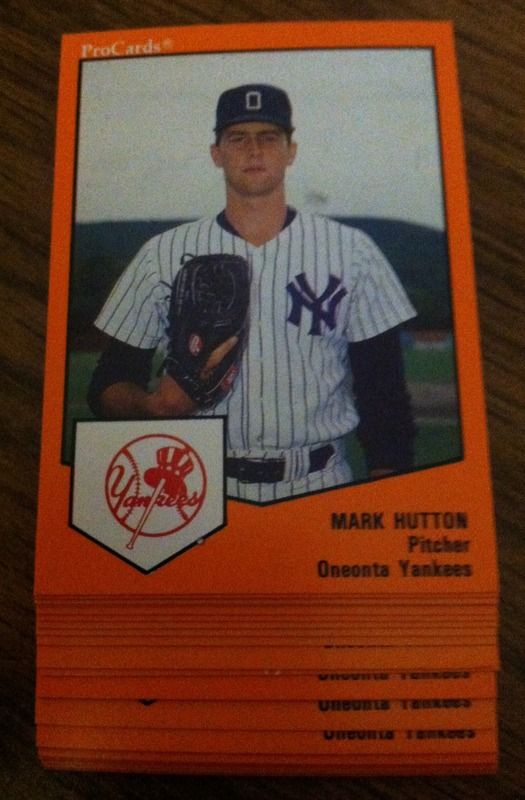 ProCards®
O
NY
Yankees
MARK HUTTON
Pitcher
Oneonta Yankees
Oneonta Yankees
Oneonta Yankees
Oneonta Yankees